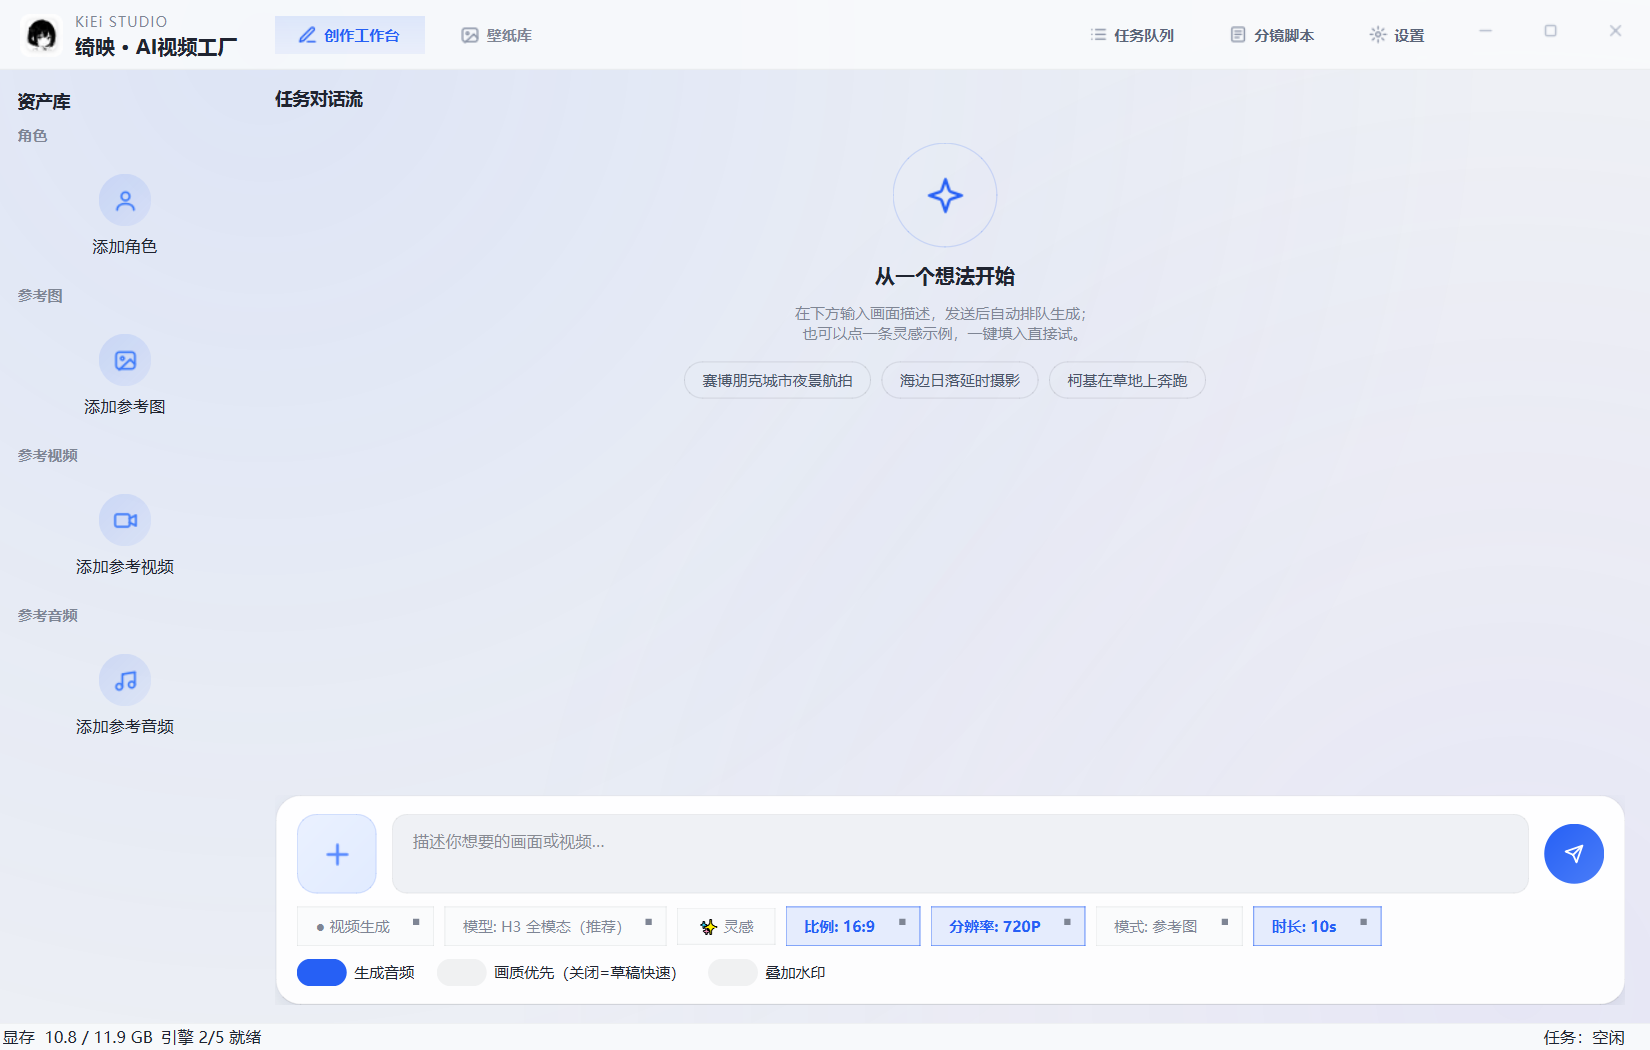 KiEi STUDIO
绮映·AI视频工厂
创作工作台
壁纸库
任务队列
分镜脚本
设置
资产库
角色
添加角色
参考图
添加参考图
参考视频
添加参考视频
参考音频
添加参考音频
任务对话流
从一个想法开始
在下方输入画面描述，发送后自动排队生成；
也可以点一条灵感示例，一键填入直接试。
赛博朋克城市夜景航拍
海边日落延时摄影
柯基在草地上奔跑
描述你想要的画面或视频...
● 视频生成
模型: H3 全模态（推荐）
✨ 灵感
比例: 16:9
分辨率: 720P
模式: 参考图
时长: 10s
生成音频
画质优先（关闭=草稿快速）
叠加水印
显存 10.8 / 11.9 GB 引擎 2/5 就绪
任务：空闲